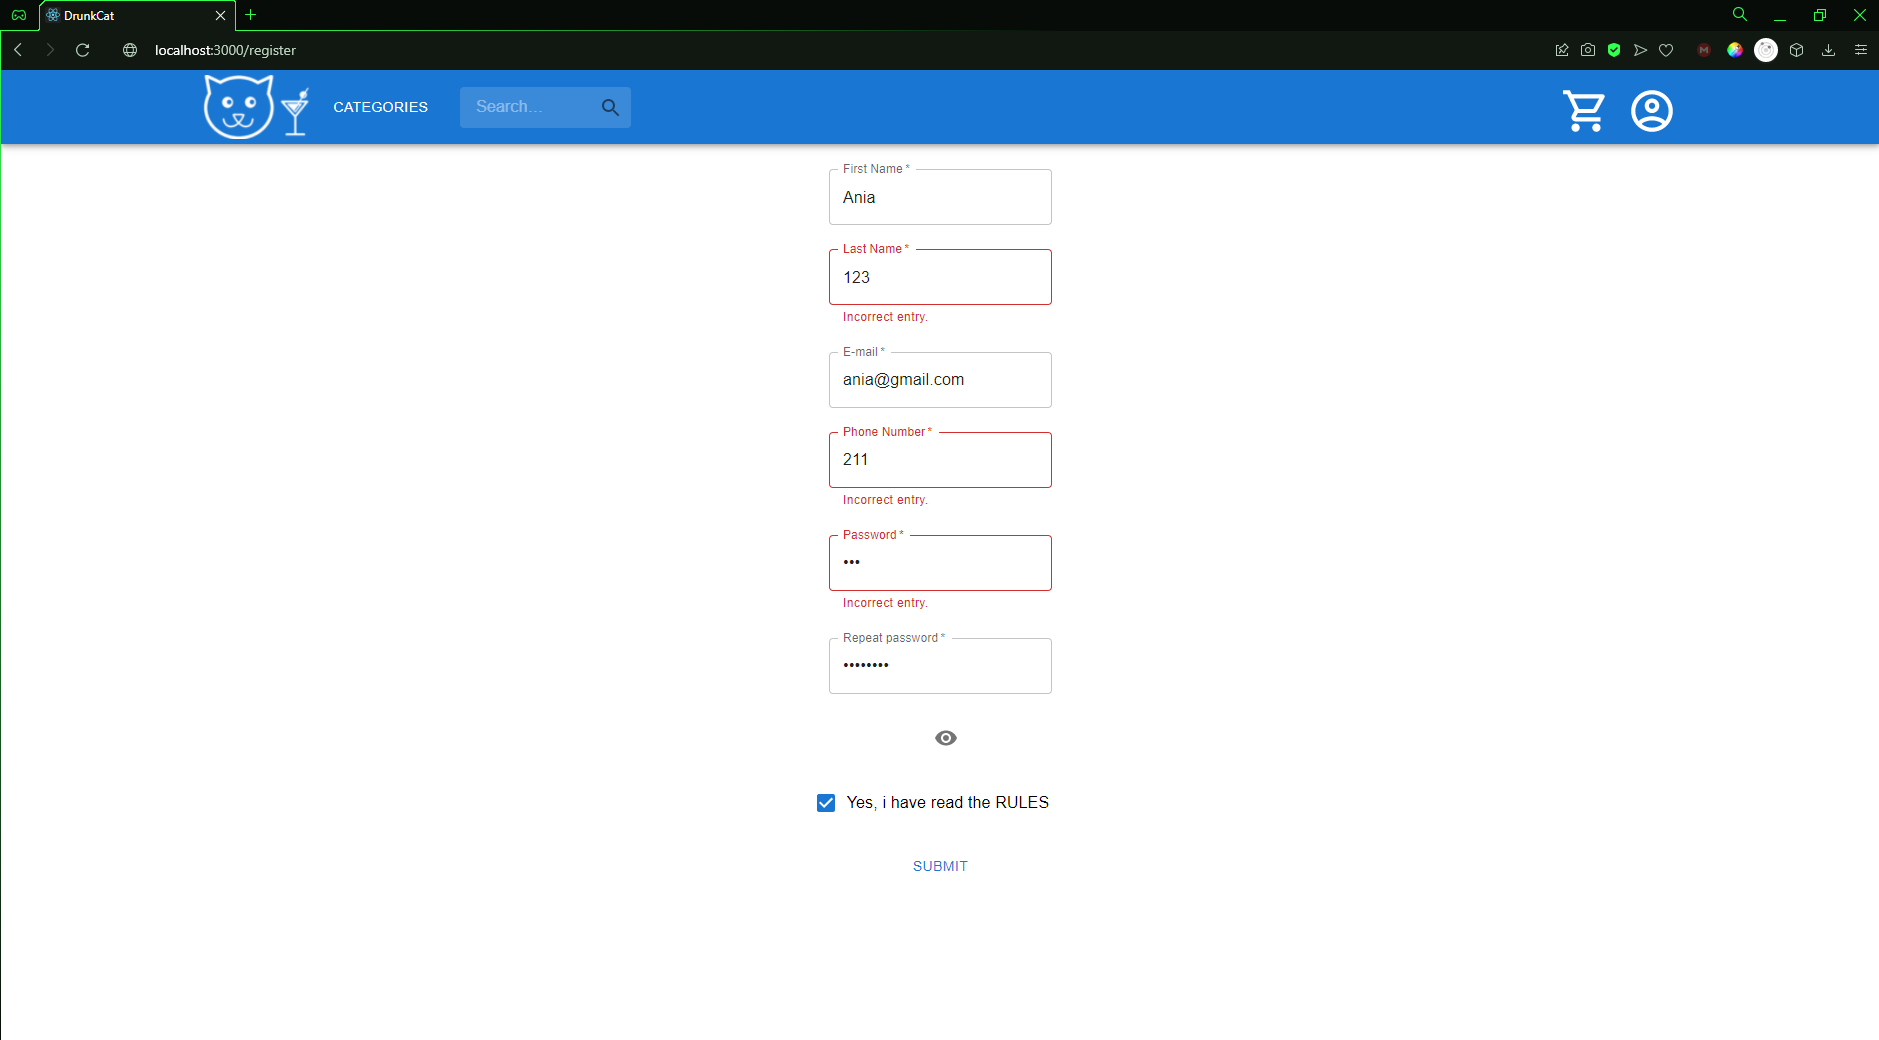 DrunkCat
localhost:3000/register
CATEGORIES
Search...
First Name *
Ania
Last Name *
123
Incorrect entry.
E-mail *
ania@gmail.com
Phone Number *
211
Incorrect entry.
Password *
•••
Incorrect entry.
Repeat password *
••••••••
Yes, i have read the RULES
SUBMIT